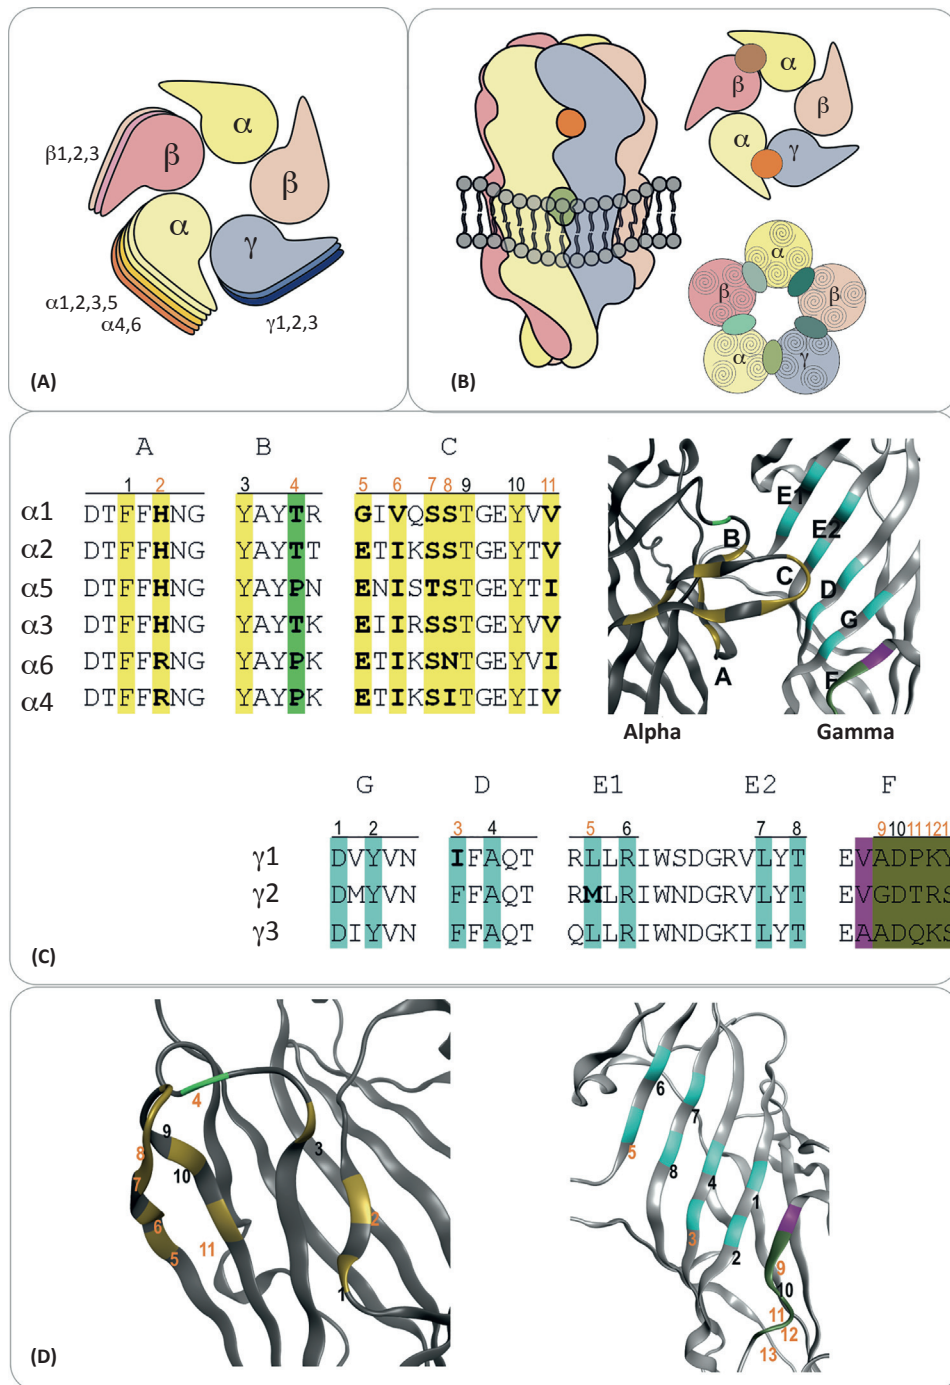 α
β
β
α
γ
β1,2,3
α1,2,3,5
α4,6
γ1,2,3
(A)
α
β
β
α
γ
α
β
β
α
γ
(B)
A B C
1 2 3 4 5 6 7 8 9 10 11
α1 DTFFHNG YAYTR GIVQSSTGEYVV
α2 DTFFHNG YAYTT ETIKSSTGEYTV
α5 DTFFHNG YAYPN ENISTSTGEYTI
α3 DTFFHNG YAYTK EIIRSSTGEYVV
α6 DTFFRNG YAYPK ETIKSNTGEYVI
α4 DTFFRNG YAYPK ETIKSITGEYIV
E1
B
E2
C
D
G
A
F
Alpha Gamma
G D E1 E2 F
1 2 3 4 5 6 7 8 9 10 11 12 1
γ1 DVYVN IFAQT RLLRIWSDGRVLYT EVADPKY
γ2 DMYVN FFAQT RMLRIWNDGRVLYT EVGDTRS
γ3 DIYVN FFAQT QLLRIWNDGKILYT EAADQKS
(C)
4
9
8
3
10
7
6
2
11
5
1
6
7
5
8
4
1
3
2
9
10
11
12
13
(D)